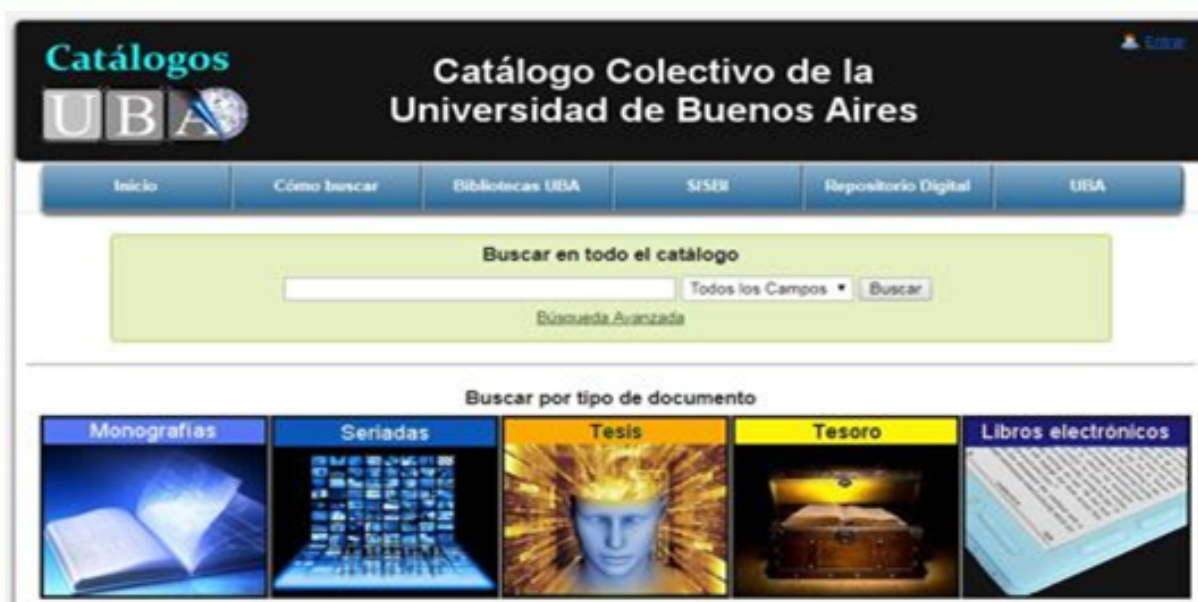 Catálogos
UBA
Catálogo Colectivo de la
Universidad de Buenos Aires
Entrar
Inicio
Cómo buscar
Bibliotecas UBA
SISBI
Repositorio Digital
UBA
Buscar en todo el catálogo
Todos los Campos
Buscar
Búsqueda Avanzada
Buscar por tipo de documento
Monografías
Seriadas
Tesis
Tesoro
Libros electrónicos